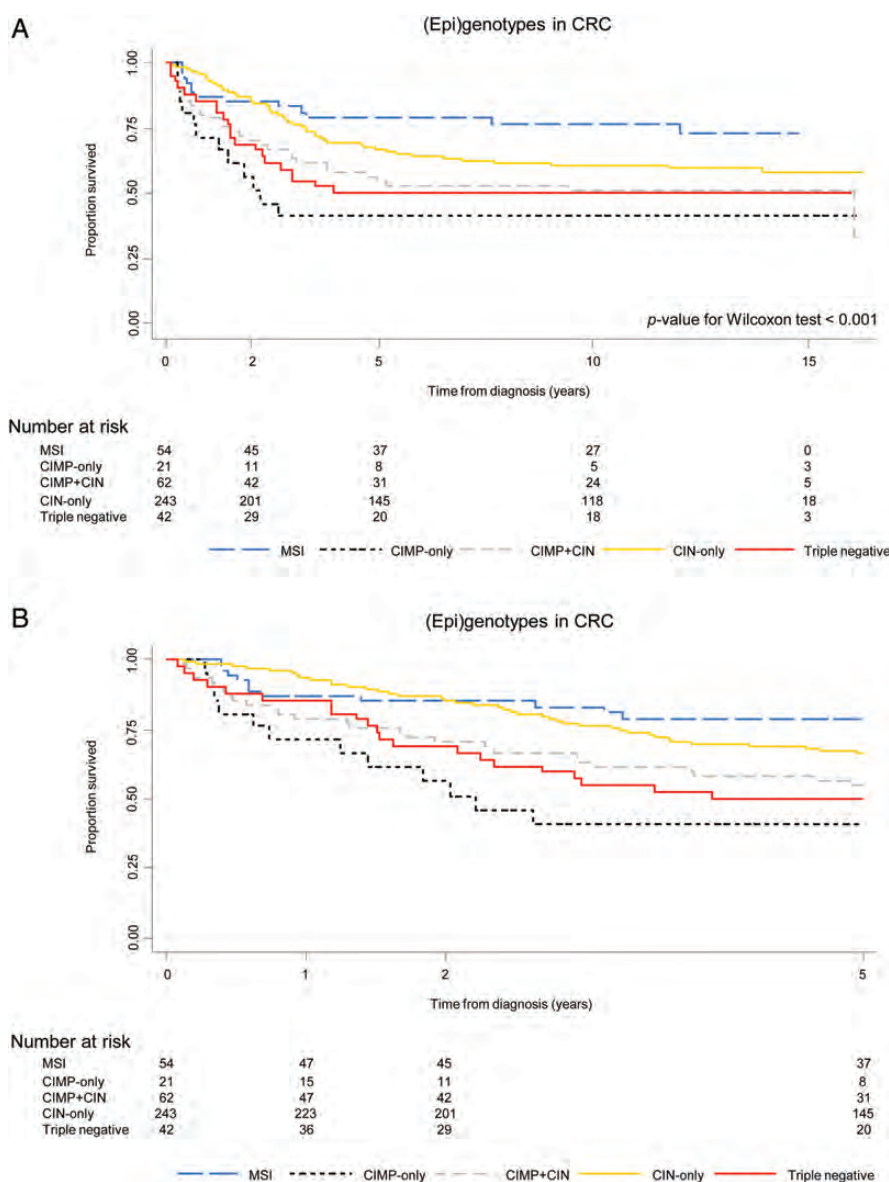 A
(Epi)genotypes in CRC
1.00
0.75
0.50
0.25
0.00
Proportion survived
p-value for Wilcoxon test < 0.001
0 2 5 10 15
Time from diagnosis (years)
Number at risk
MSI 54 45 37 27 0
CIMP-only 21 11 8 5 3
CIMP+CIN 62 42 31 24 5
CIN-only 243 201 145 118 18
Triple negative 42 29 20 18 3
MSI CIMP-only CIMP+CIN CIN-only Triple negative
B
(Epi)genotypes in CRC
1.00
0.75
0.50
0.25
0.00
Proportion survived
0 1 2 5
Time from diagnosis (years)
Number at risk
MSI 54 47 45 37
CIMP-only 21 15 11 8
CIMP+CIN 62 47 42 31
CIN-only 243 223 201 145
Triple negative 42 36 29 20
MSI CIMP-only CIMP+CIN CIN-only Triple negative